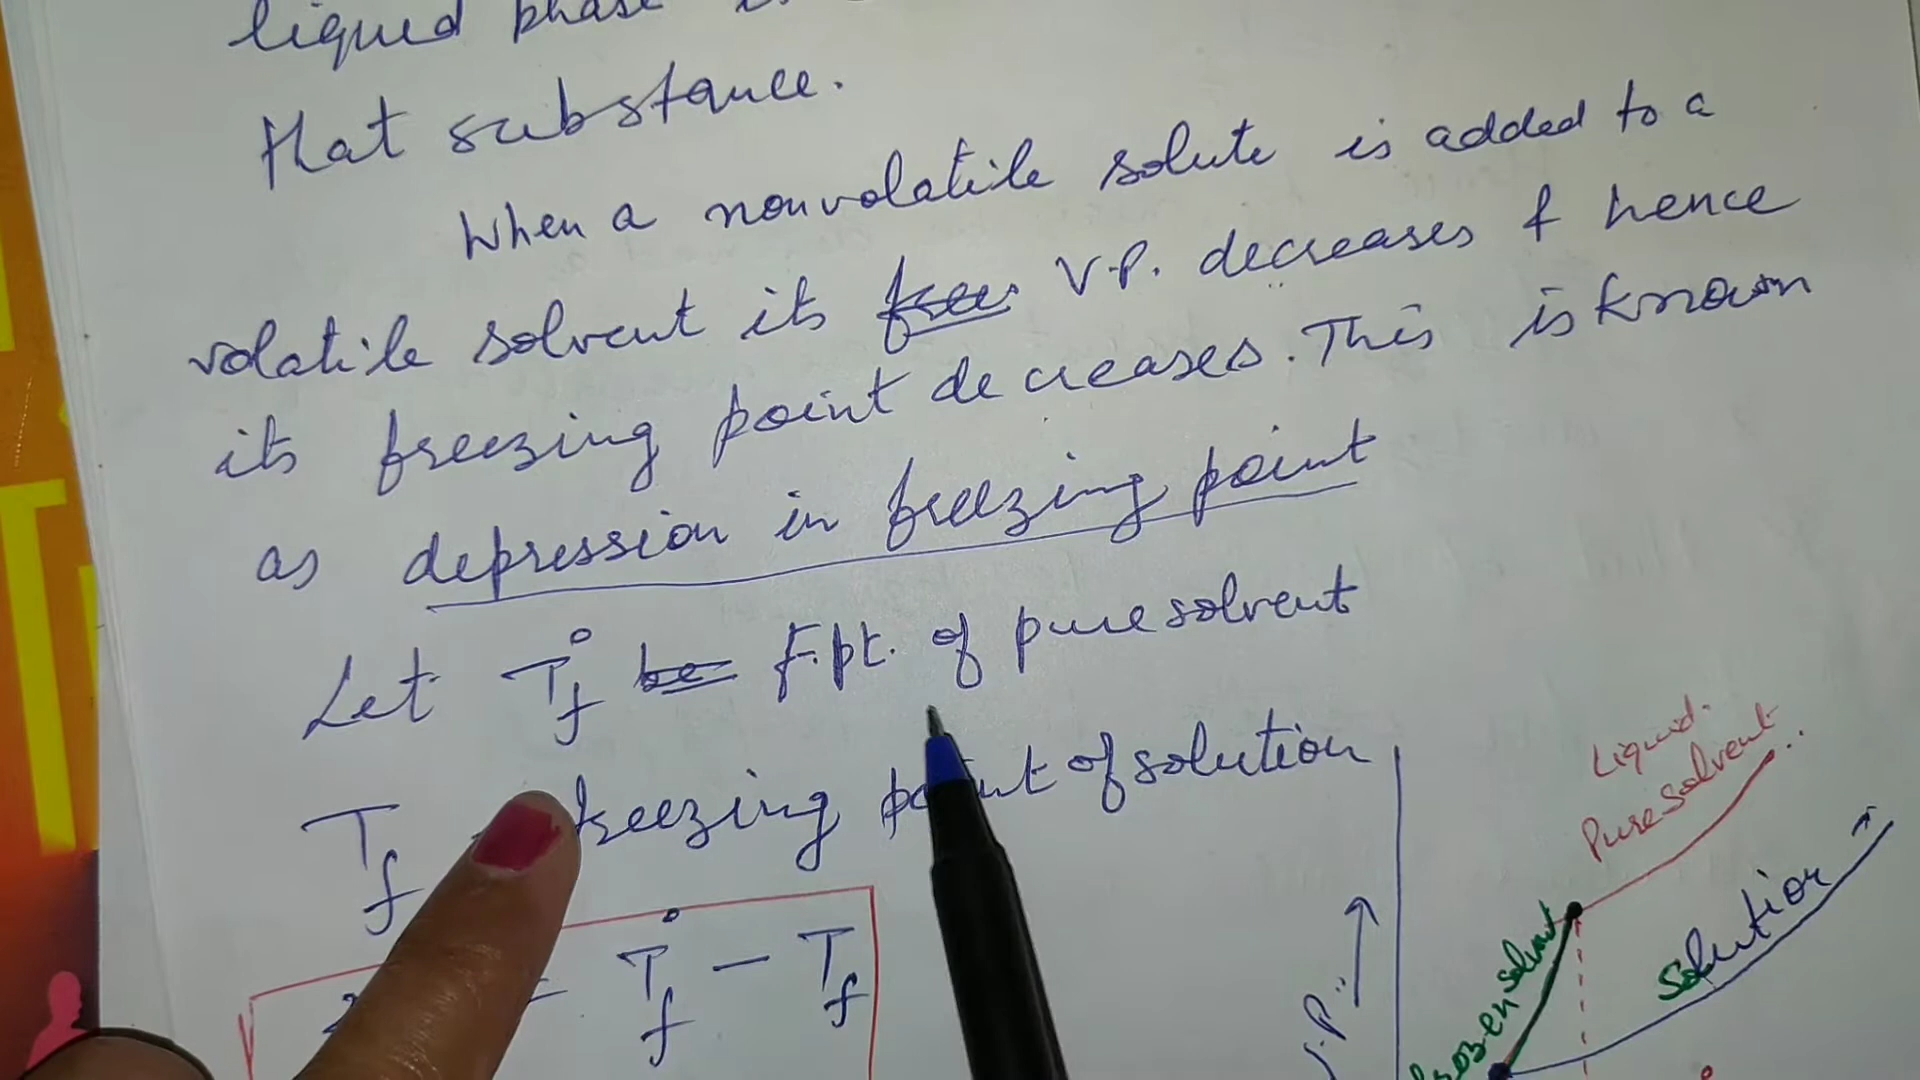 liquid phase
that substance.
When a nonvolatile solute is added to a
volatile solvent its V.P. decreases & hence
its freezing point decreases. This is known
as depression in freezing point
Let T°f be F.pt. of pure solvent
Tf freezing point of solution
= T°f - Tf
Liquid.
Pure solvent
solution
frozen solvent
V.P.